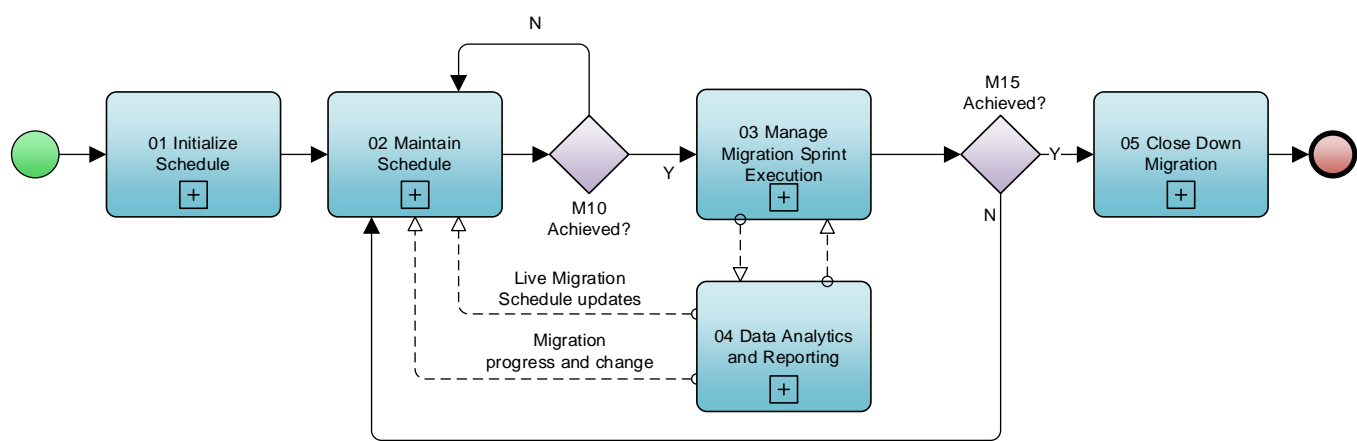 N
M15
Achieved?
01 Initialize
Schedule
02 Maintain
Schedule
03 Manage
Migration Sprint
Execution
05 Close Down
Migration
Y
Y
M10
Achieved?
N
Live Migration
Schedule updates
Migration
progress and change
04 Data Analytics
and Reporting